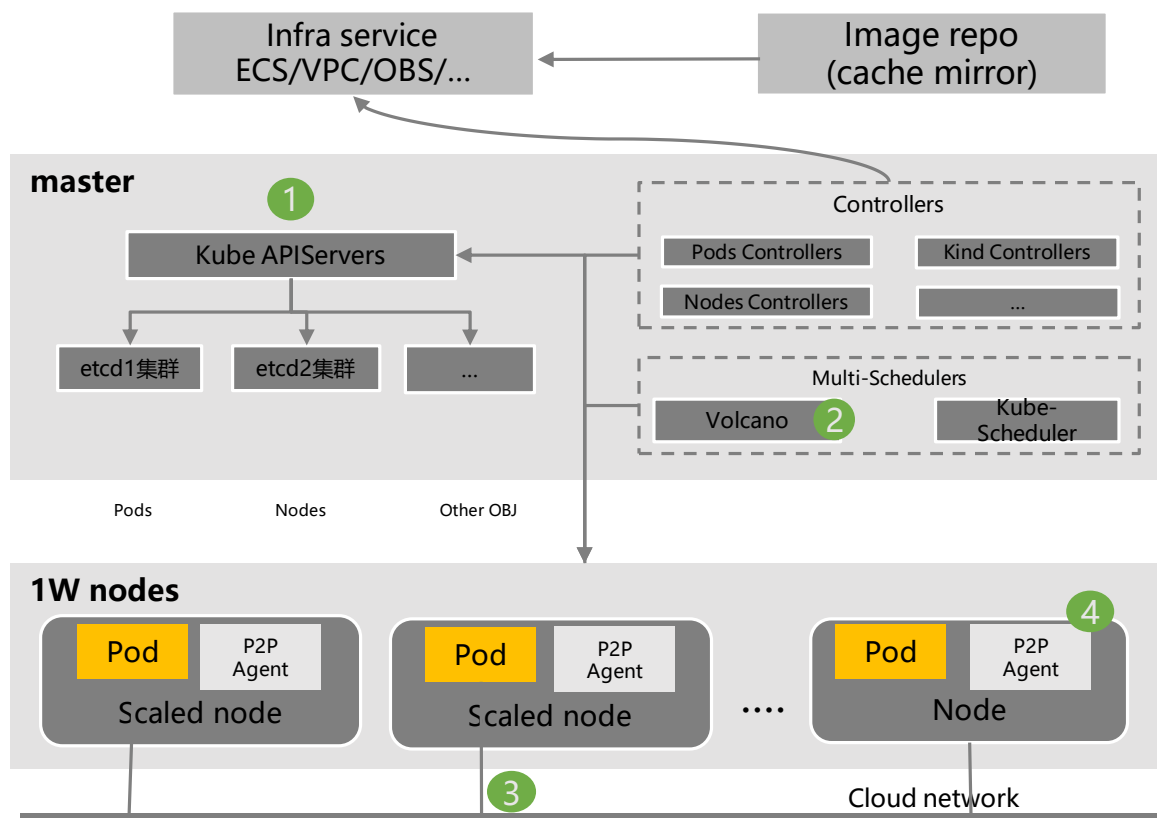 Infra service
ECS/VPC/OBS/...
Image repo
(cache mirror)
master
1
Kube APIServers
etcd1集群
etcd2集群
...
Controllers
Pods Controllers
Kind Controllers
Nodes Controllers
...
Multi-Schedulers
Volcano
2
Kube-
Scheduler
Pods
Nodes
Other OBJ
1W nodes
Pod
P2P
Agent
Scaled node
Pod
P2P
Agent
Scaled node
....
4
Pod
P2P
Agent
Node
3
Cloud network